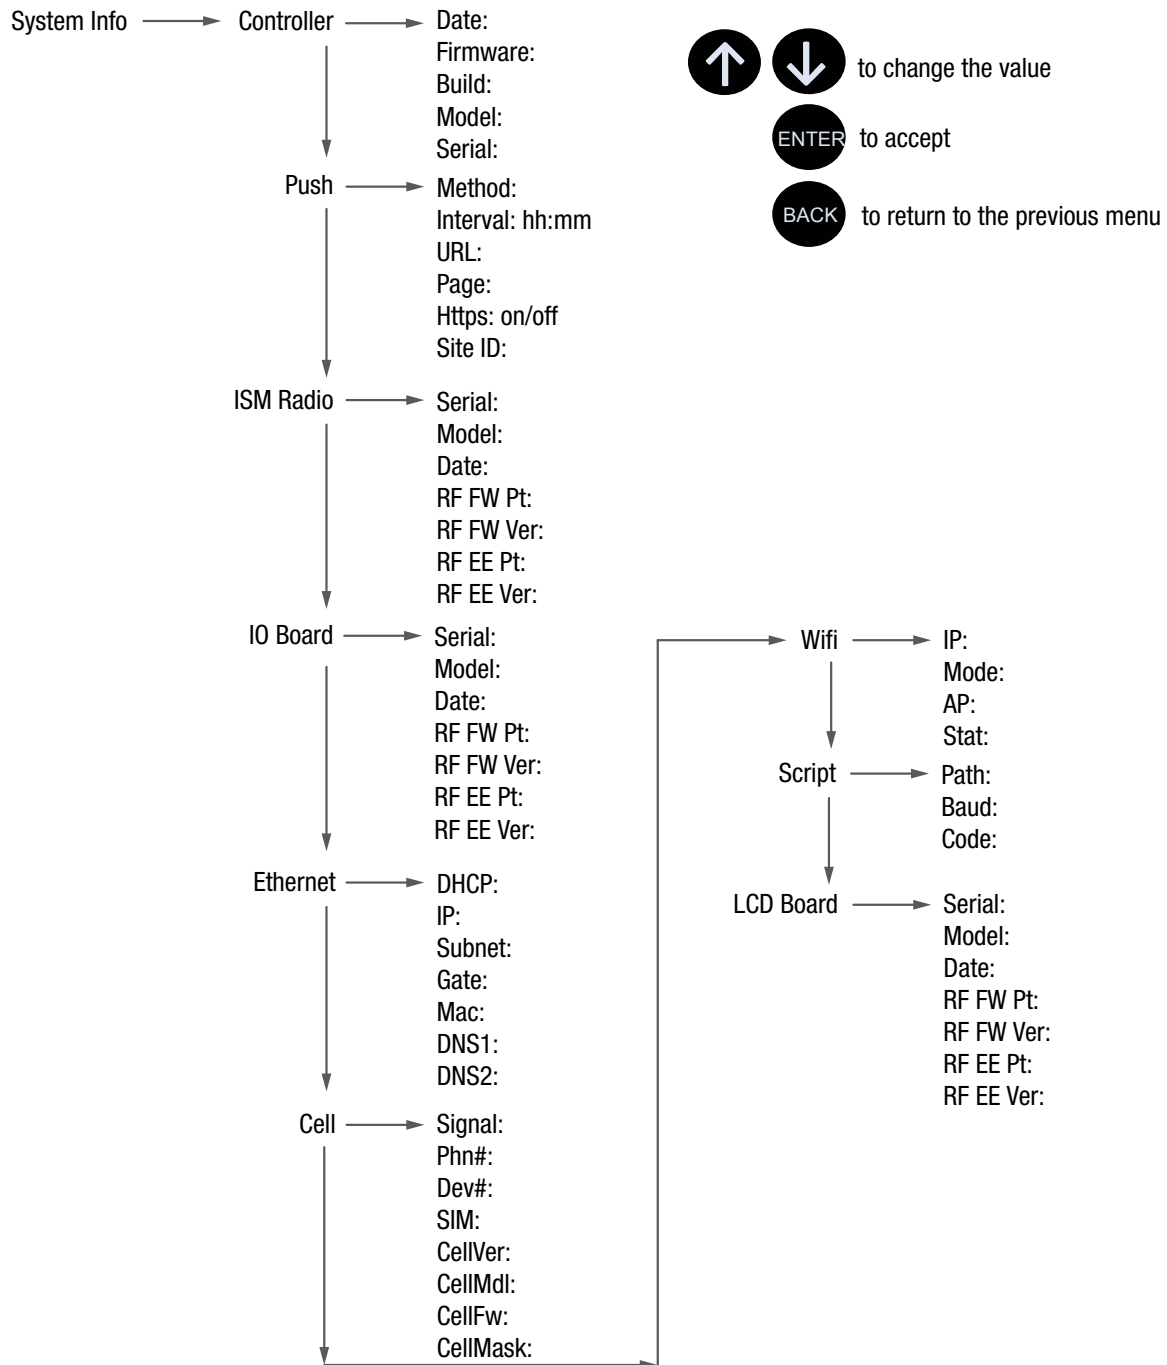 System Info
Controller
Date:
Firmware:
Build:
Model:
Serial:
Push
Method:
Interval: hh:mm
URL:
Page:
Https: on/off
Site ID:
ISM Radio
Serial:
Model:
Date:
RF FW Pt:
RF FW Ver:
RF EE Pt:
RF EE Ver:
IO Board
Serial:
Model:
Date:
RF FW Pt:
RF FW Ver:
RF EE Pt:
RF EE Ver:
Ethernet
DHCP:
IP:
Subnet:
Gate:
Mac:
DNS1:
DNS2:
Cell
Signal:
Phn#:
Dev#:
SIM:
CellVer:
CellMdl:
CellFw:
CellMask:
Wifi
IP:
Mode:
AP:
Stat:
Script
Path:
Baud:
Code:
LCD Board
Serial:
Model:
Date:
RF FW Pt:
RF FW Ver:
RF EE Pt:
RF EE Ver:
to change the value
ENTER to accept
BACK to return to the previous menu